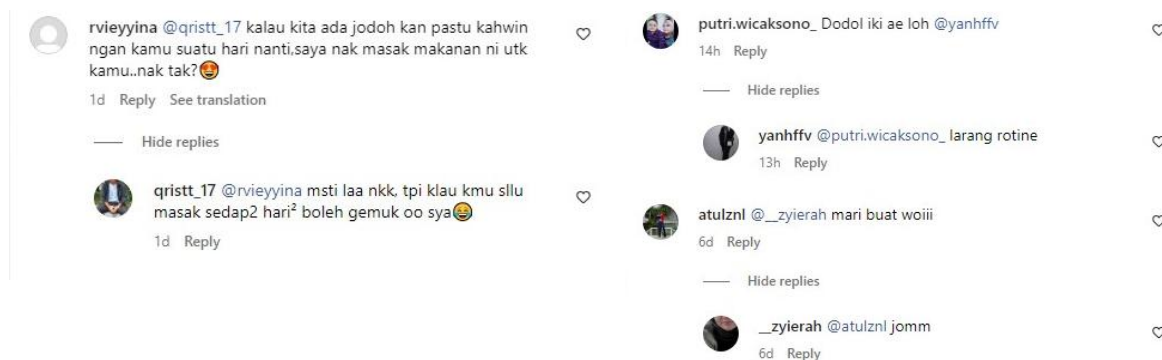 rvieyyina @qristt_17 kalau kita ada jodoh kan pastu kahwin
ngan kamu suatu hari nanti,saya nak masak makanan ni utk
kamu..nak tak?🤩
1d Reply See translation
Hide replies
qristt_17 @rvieyyina msti laa nkk, tpi klau kmu sllu
masak sedap2 hari² boleh gemuk oo sya😂
1d Reply
putri.wicaksono_ Dodol iki ae loh @yanhffv
14h Reply
Hide replies
yanhffv @putri.wicaksono_ larang rotine
13h Reply
atulznl @__zyierah mari buat woiii
6d Reply
Hide replies
__zyierah @atulznl jomm
6d Reply